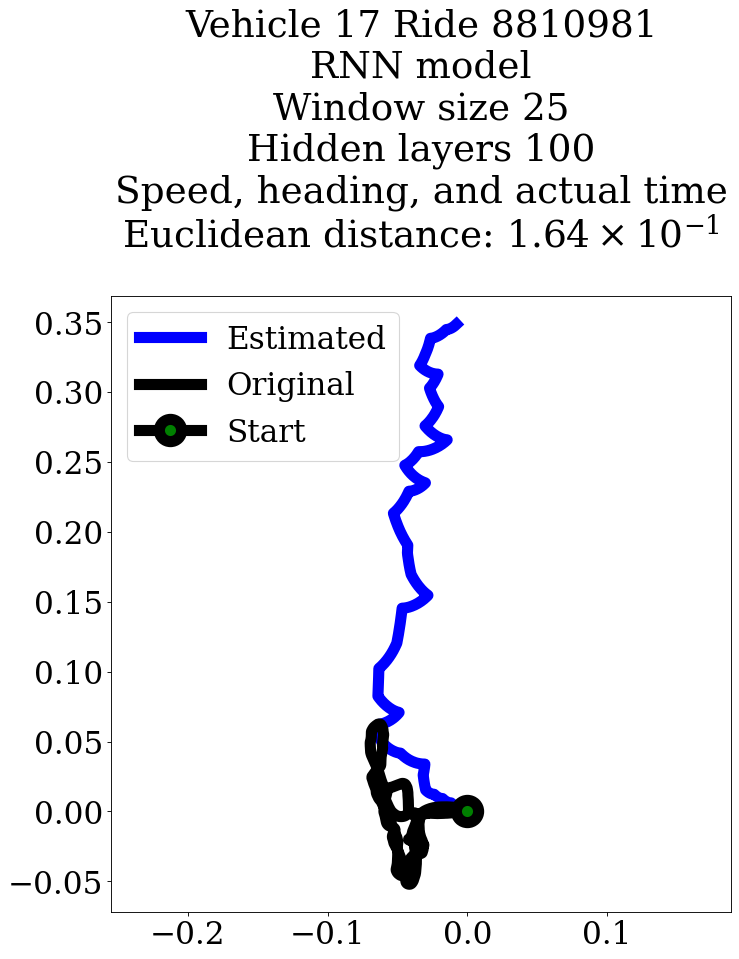 Vehicle 17 Ride 8810981
RNN model
Window size 25
Hidden layers 100
Speed, heading, and actual time
Euclidean distance: 1.64 × 10⁻¹
Estimated
Original
Start
0.35
0.30
0.25
0.20
0.15
0.10
0.05
0.00
−0.05
−0.2 −0.1 0.0 0.1